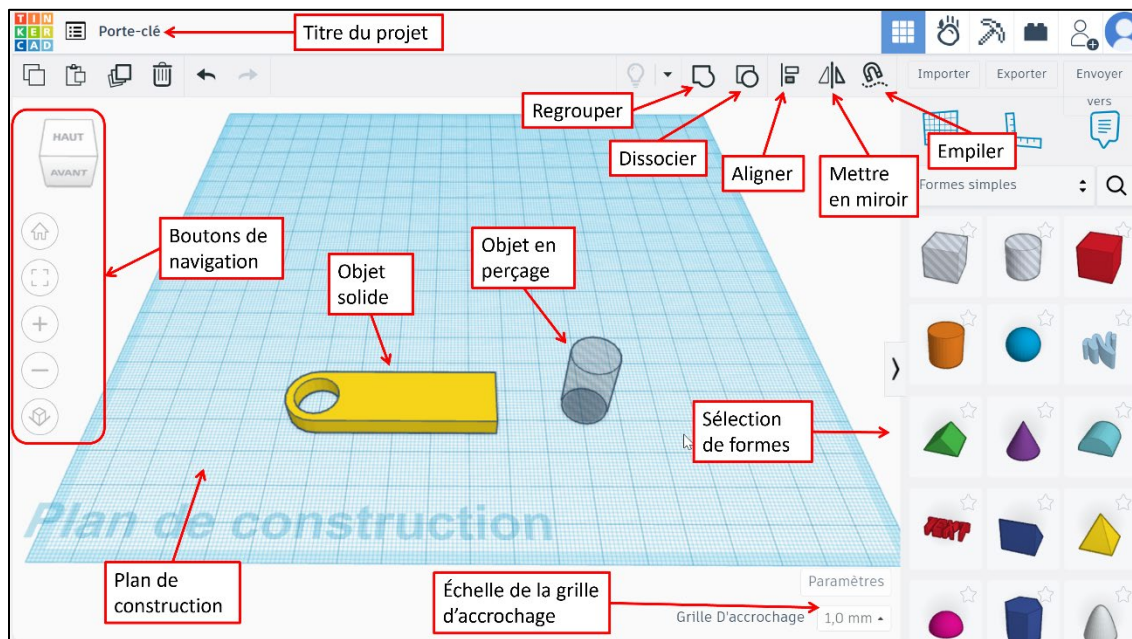 TIN
KER
CAD
Porte-clé
Titre du projet
Importer
Exporter
Envoyer
vers
Regrouper
Dissocier
Aligner
Mettre
en miroir
Empiler
Formes simples
HAUT
AVANT
Boutons de
navigation
Objet
solide
Objet en
perçage
Sélection
de formes
TEXT
Plan de construction
Plan de
construction
Échelle de la grille
d'accrochage
Paramètres
Grille D'accrochage
1,0 mm